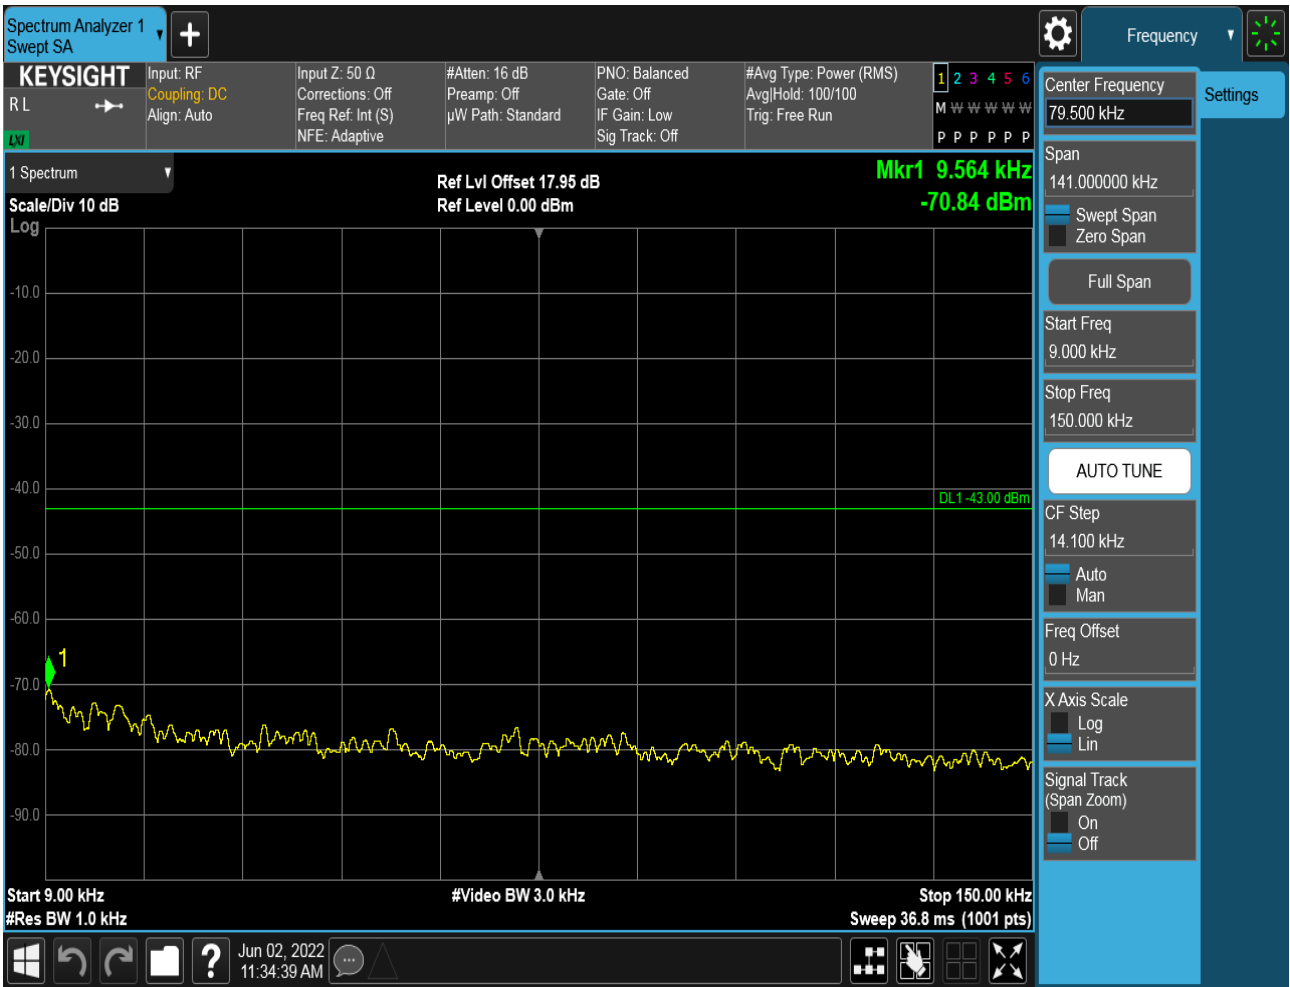 Spectrum Analyzer 1
Swept SA
Frequency
KEYSIGHT
R L
LXI
Input: RF
Coupling: DC
Align: Auto
Input Z: 50 Ω
Corrections: Off
Freq Ref: Int (S)
NFE: Adaptive
#Atten: 16 dB
Preamp: Off
µW Path: Standard
PNO: Balanced
Gate: Off
IF Gain: Low
Sig Track: Off
#Avg Type: Power (RMS)
Avg|Hold: 100/100
Trig: Free Run
1 2 3 4 5 6
M W W W W W
P P P P P P
1 Spectrum
Scale/Div 10 dB
Log
Ref Lvl Offset 17.95 dB
Ref Level 0.00 dBm
Mkr1 9.564 kHz
-70.84 dBm
-10.0
-20.0
-30.0
-40.0
DL1 -43.00 dBm
-50.0
-60.0
1
-70.0
-80.0
-90.0
Start 9.00 kHz
#Res BW 1.0 kHz
#Video BW 3.0 kHz
Stop 150.00 kHz
Sweep 36.8 ms (1001 pts)
Center Frequency
79.500 kHz
Settings
Span
141.000000 kHz
Swept Span
Zero Span
Full Span
Start Freq
9.000 kHz
Stop Freq
150.000 kHz
AUTO TUNE
CF Step
14.100 kHz
Auto
Man
Freq Offset
0 Hz
X Axis Scale
Log
Lin
Signal Track
(Span Zoom)
On
Off
?
Jun 02, 2022
11:34:39 AM